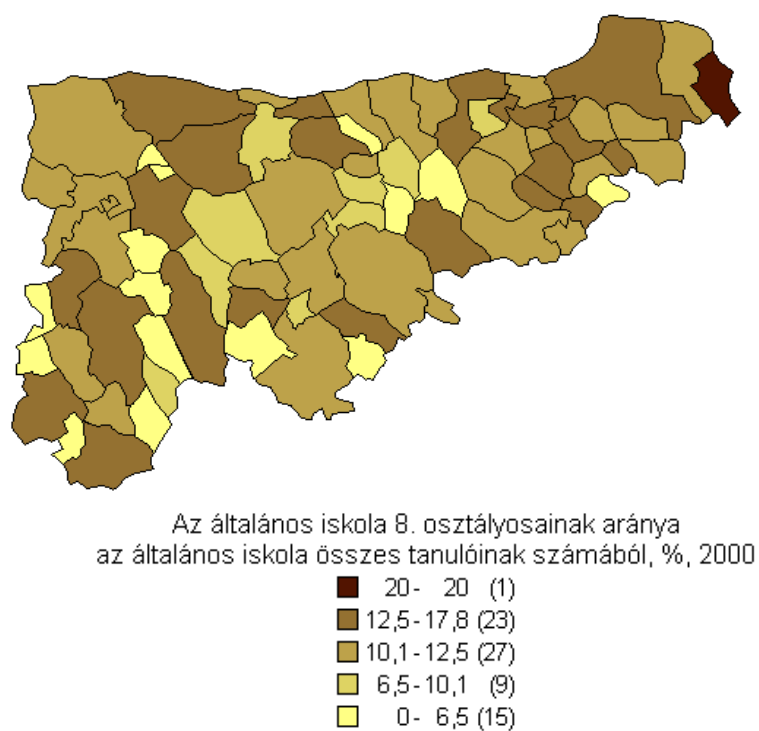 Az általános iskola 8. osztályosainak aránya
az általános iskola összes tanulóinak számából, %, 2000
20- 20 (1)
12,5-17,8 (23)
10,1-12,5 (27)
6,5-10,1 (9)
0- 6,5 (15)